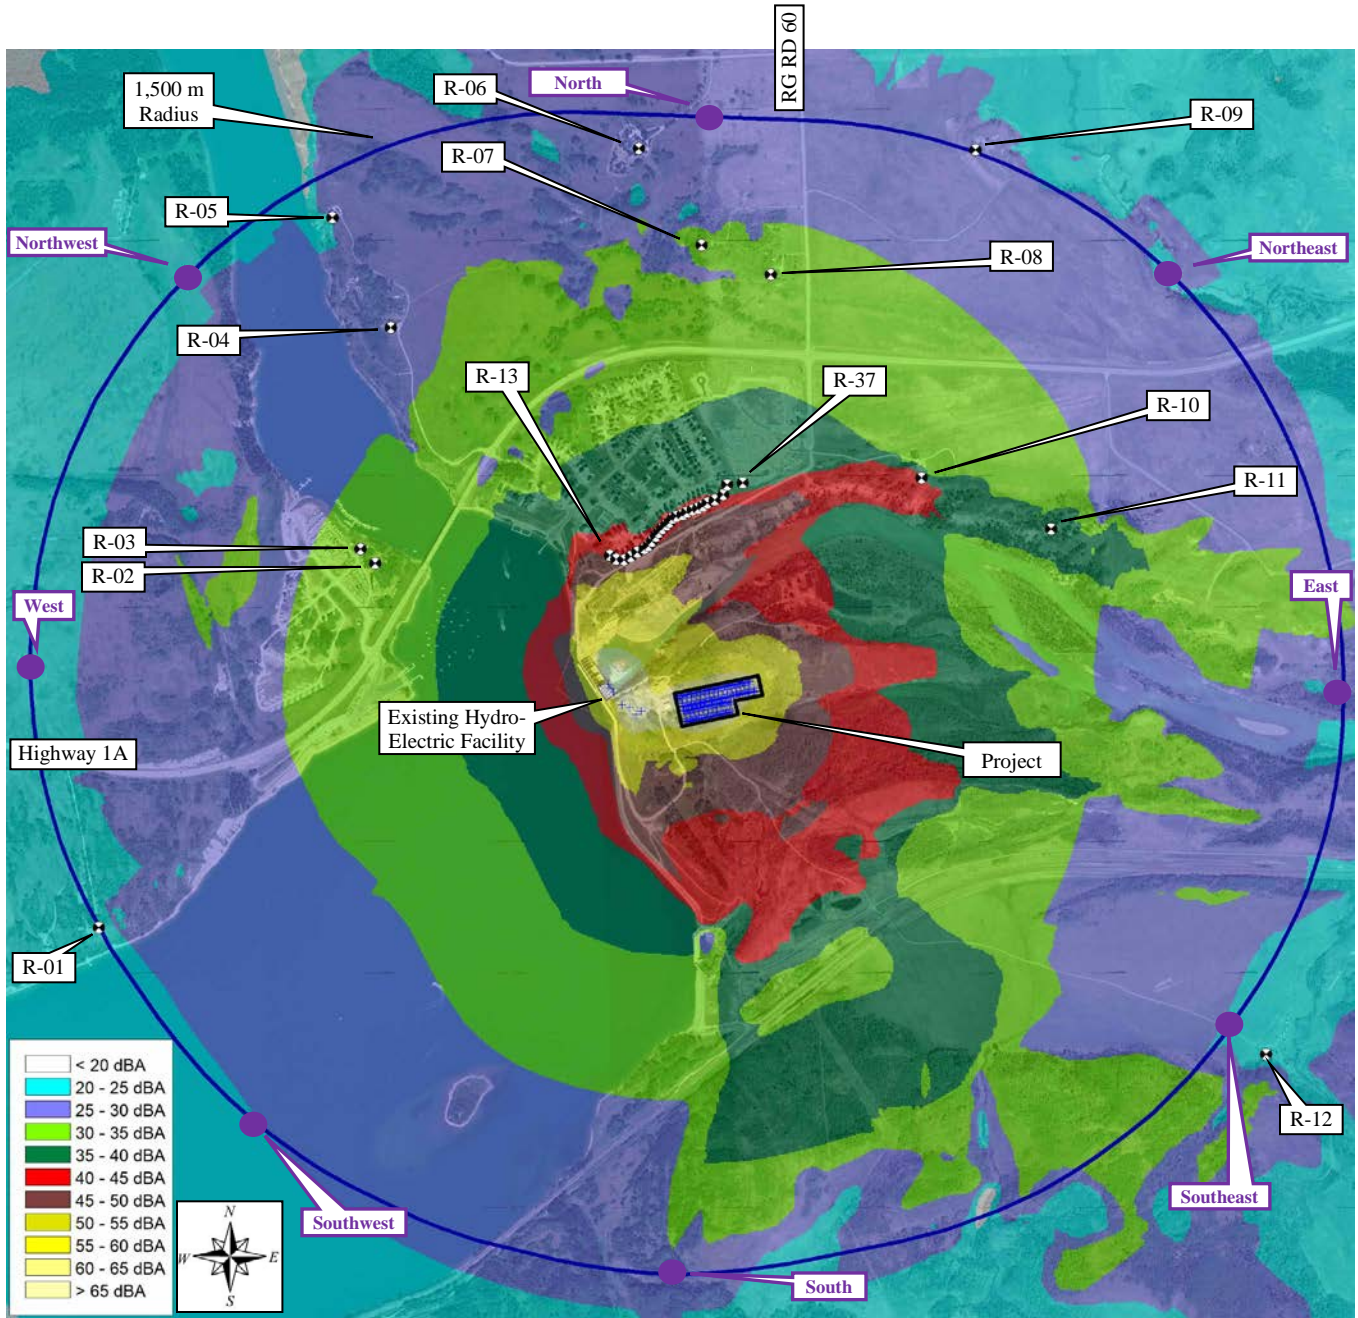 RG RD 60
1,500 m
Radius
R-06
North
R-09
R-07
R-05
Northwest
R-08
Northeast
R-04
R-13
R-37
R-10
R-11
R-03
R-02
West
East
Existing Hydro-
Electric Facility
Highway 1A
Project
R-01
< 20 dBA
20 - 25 dBA
25 - 30 dBA
30 - 35 dBA
35 - 40 dBA
40 - 45 dBA
45 - 50 dBA
50 - 55 dBA
55 - 60 dBA
60 - 65 dBA
> 65 dBA
N
W
E
S
R-12
Southeast
Southwest
South